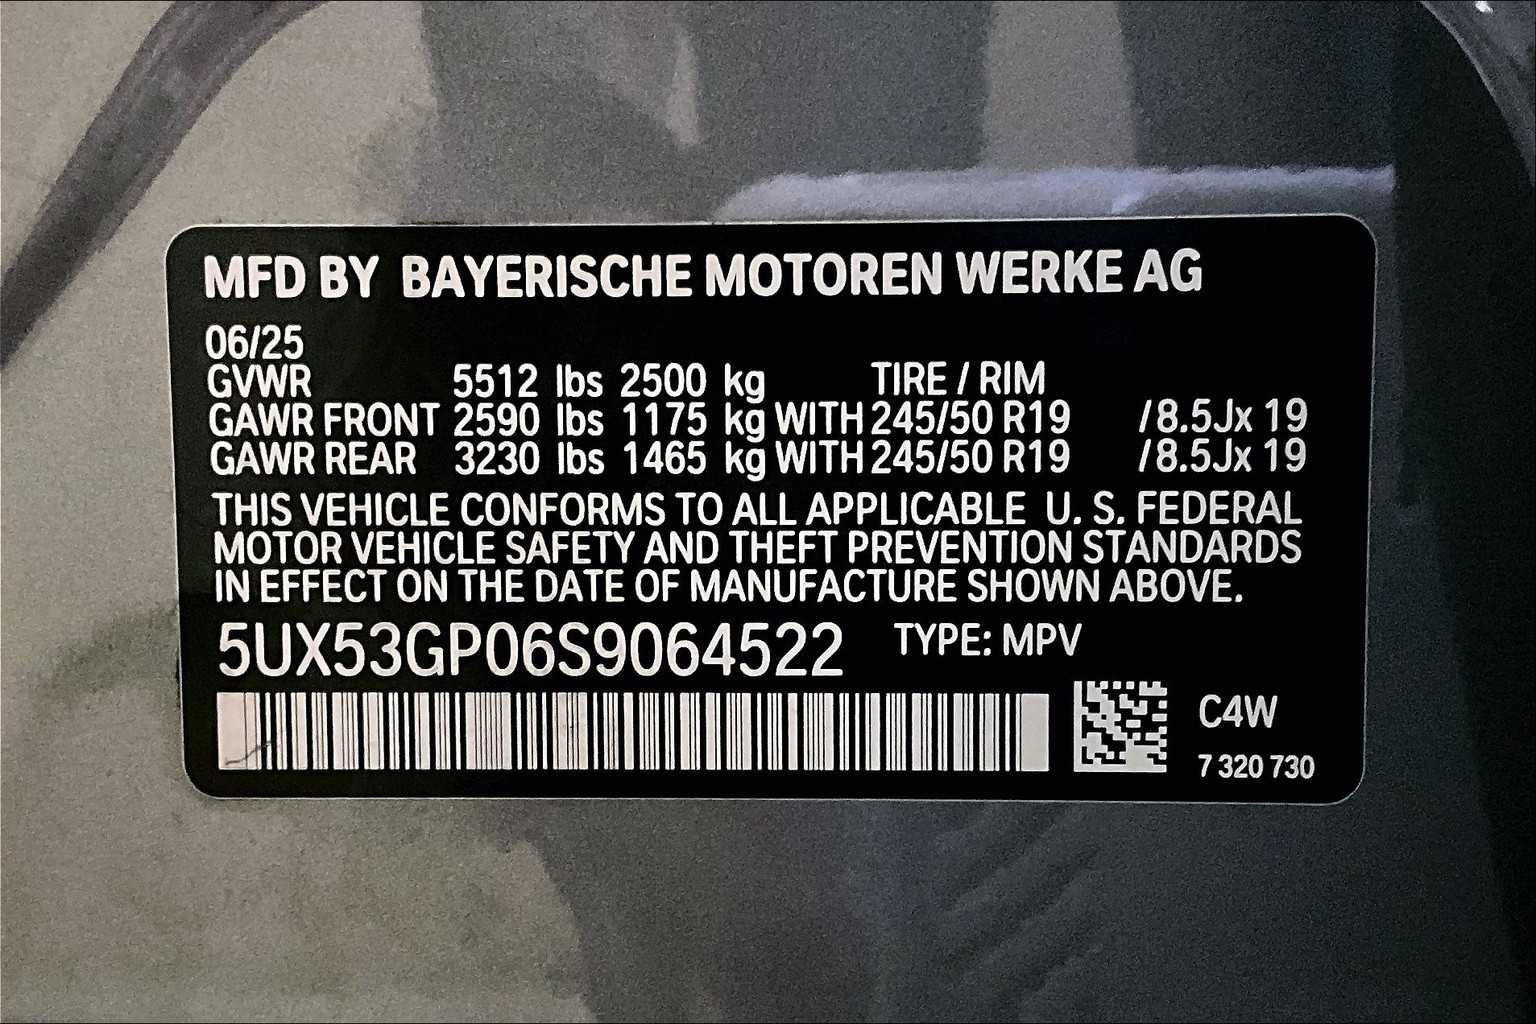 MFD BY BAYERISCHE MOTOREN WERKE AG
06/25
GVWR 5512 lbs 2500 kg TIRE / RIM
GAWR FRONT 2590 lbs 1175 kg WITH 245/50 R19 /8.5Jx 19
GAWR REAR 3230 lbs 1465 kg WITH 245/50 R19 /8.5Jx 19
THIS VEHICLE CONFORMS TO ALL APPLICABLE U. S. FEDERAL
MOTOR VEHICLE SAFETY AND THEFT PREVENTION STANDARDS
IN EFFECT ON THE DATE OF MANUFACTURE SHOWN ABOVE.
5UX53GP06S9064522 TYPE: MPV
C4W
7 320 730